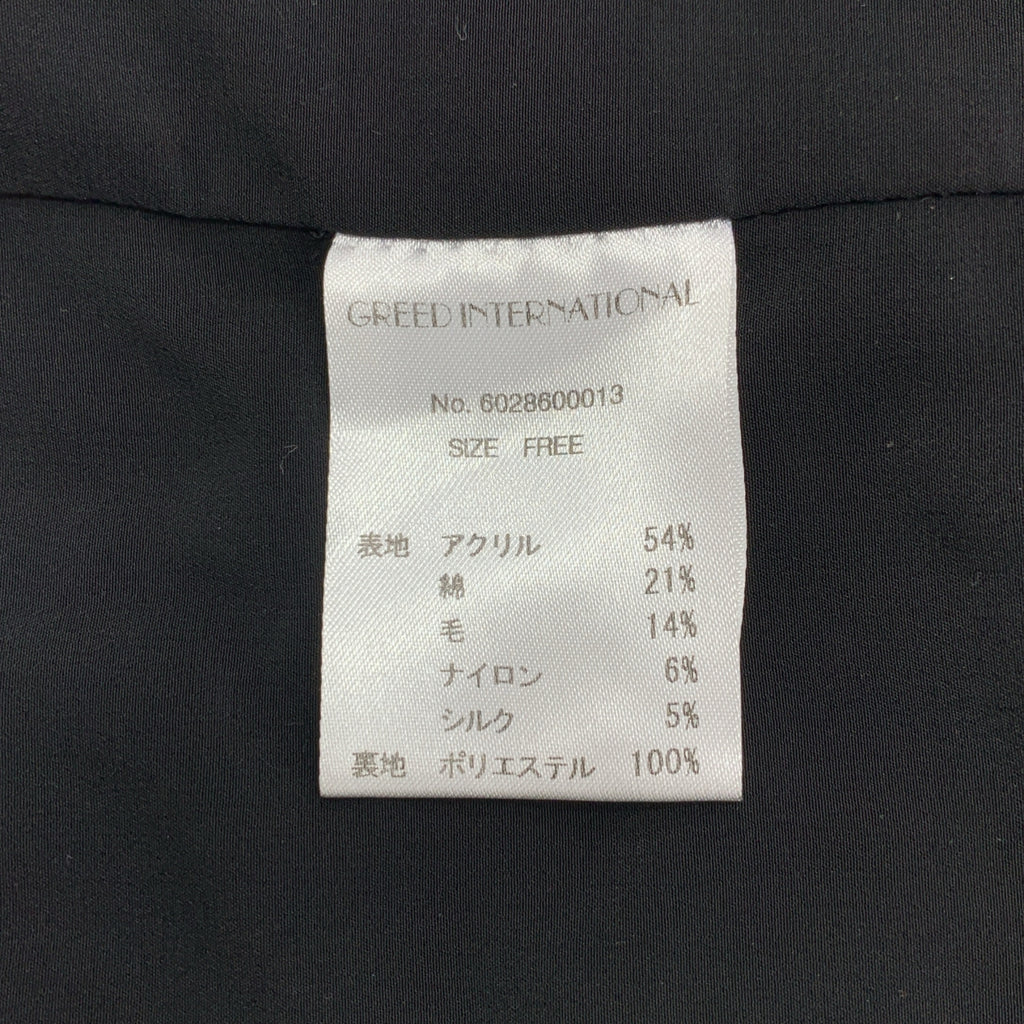 GREED INTERNATIONAL
No. 6028600013
SIZE FREE
表地 アクリル 54%
綿 21%
毛 14%
ナイロン 6%
シルク 5%
裏地 ポリエステル 100%